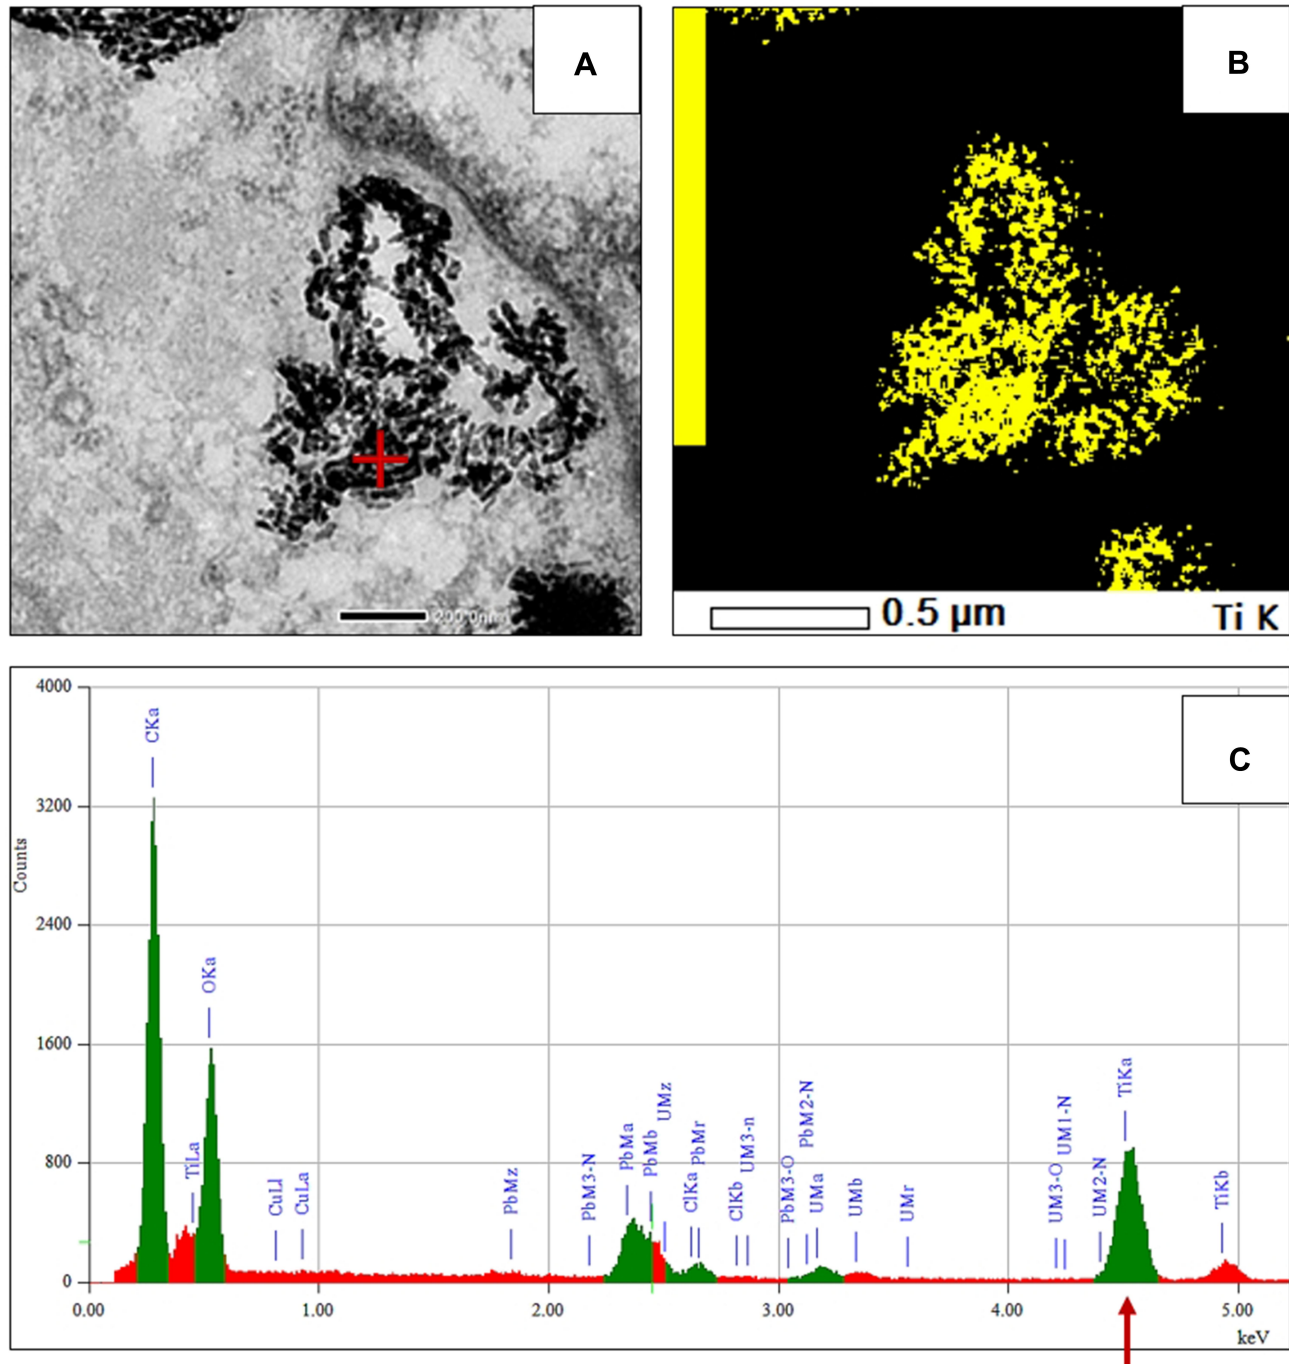 A
B
200.0nm
0.5 µm
Ti K
C
4000
3200
2400
1600
800
0
Counts
CKa
TiLa
OKa
CuLl
CuLa
PbMz
PbM3-N
PbMa
PbMb
UMz
ClKa
PbMr
ClKb
UM3-n
PbM3-O
PbM2-N
UMa
UMb
UMr
UM3-O
UM1-N
UM2-N
TiKa
TiKb
0.00 1.00 2.00 3.00 4.00 5.00
keV